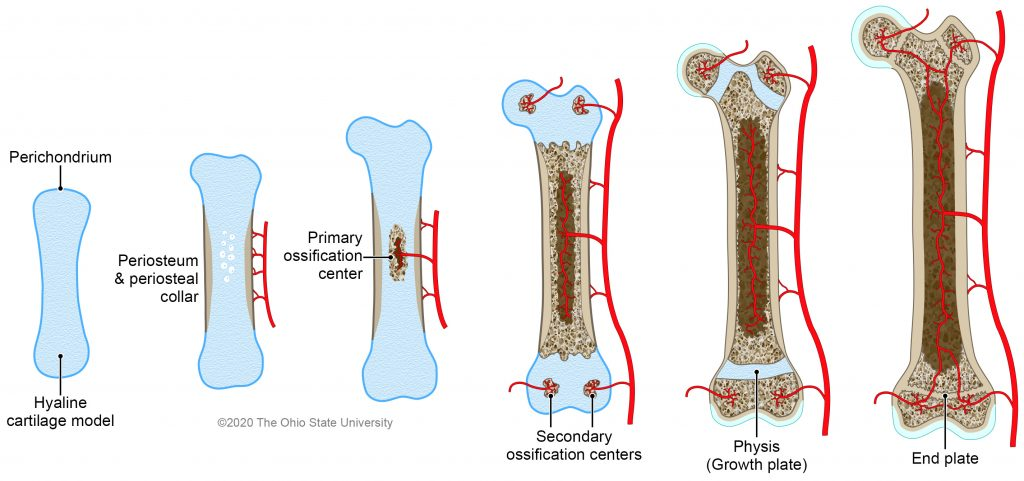 Perichondrium
Hyaline
cartilage model
Periosteum
& periosteal
collar
Primary
ossification
center
©2020 The Ohio State University
Secondary
ossification centers
Physis
(Growth plate)
End plate